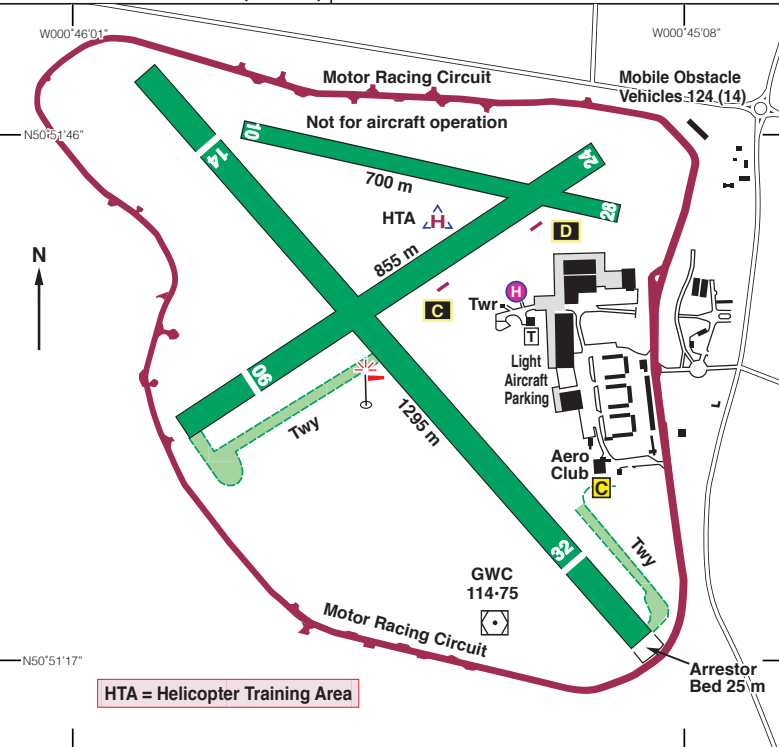 W000°46'01"
W000°45'08"
Motor Racing Circuit
Mobile Obstacle
Vehicles 124 (14)
Not for aircraft operation
N50°51'46"
10
14
24
700 m
28
HTA
H
D
N
855 m
H
C
Twr
T
Light
Aircraft
Parking
06
1295 m
Twy
Aero
Club
C
32
Twy
GWC
114·75
Motor Racing Circuit
N50°51'17"
Arrestor
Bed 25 m
HTA = Helicopter Training Area